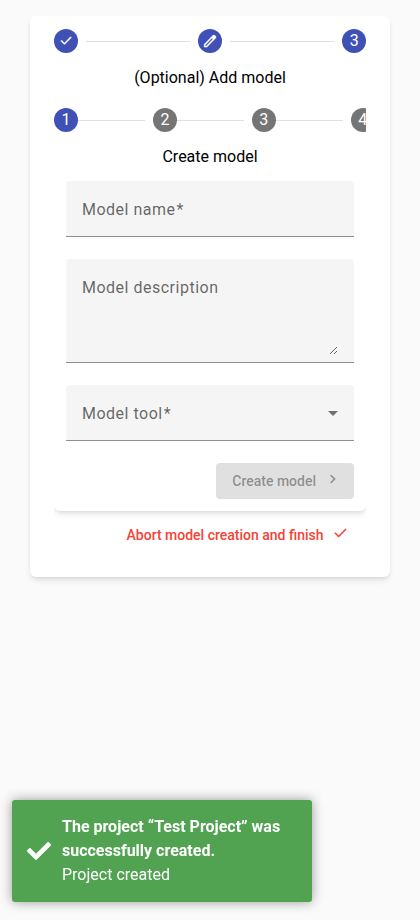 3
(Optional) Add model
1 2 3 4
Create model
Model name*
Model description
Model tool*
Create model
Abort model creation and finish
The project “Test Project” was
successfully created.
Project created